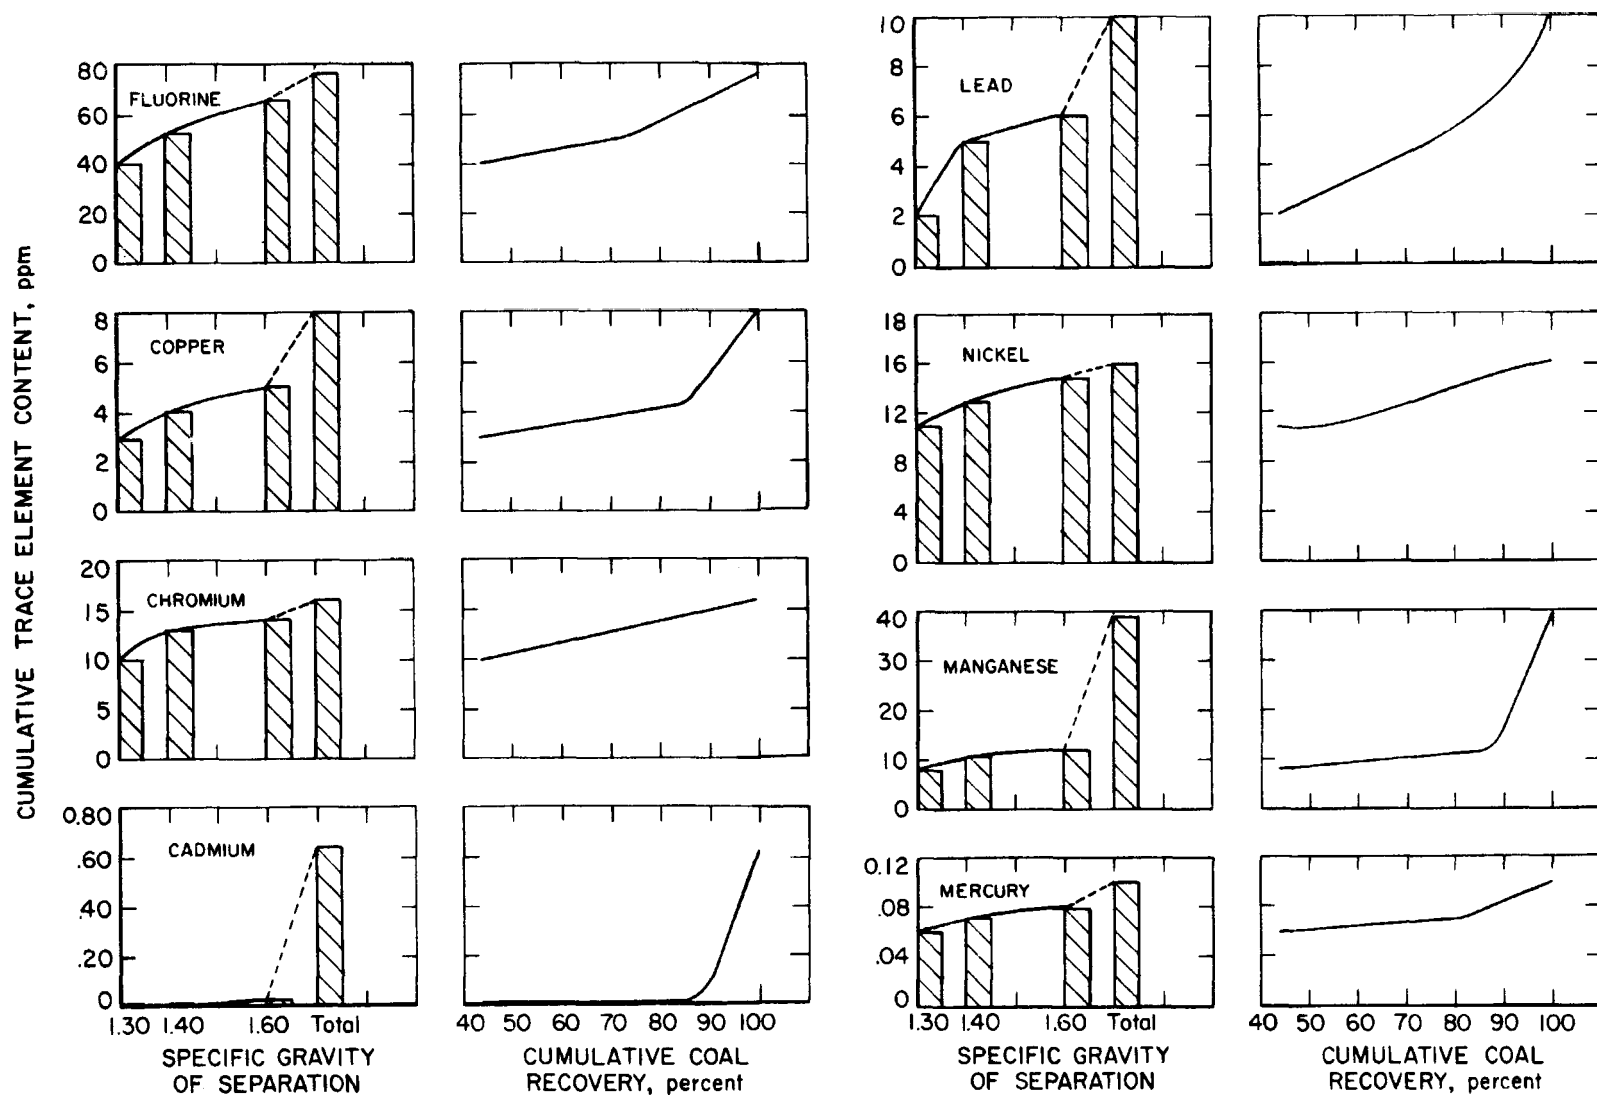 CUMULATIVE TRACE ELEMENT CONTENT, ppm
80
60
40
20
0
FLUORINE
8
6
4
2
0
COPPER
20
15
10
5
0
CHROMIUM
0.80
.60
.40
.20
0
CADMIUM
1.30 1.40 1.60 Total
SPECIFIC GRAVITY
OF SEPARATION
40 50 60 70 80 90 100
CUMULATIVE COAL
RECOVERY, percent
10
8
6
4
2
0
LEAD
18
16
12
8
4
0
NICKEL
40
30
20
10
0
MANGANESE
0.12
.08
.04
0
MERCURY
1.30 1.40 1.60 Total
SPECIFIC GRAVITY
OF SEPARATION
40 50 60 70 80 90 100
CUMULATIVE COAL
RECOVERY, percent